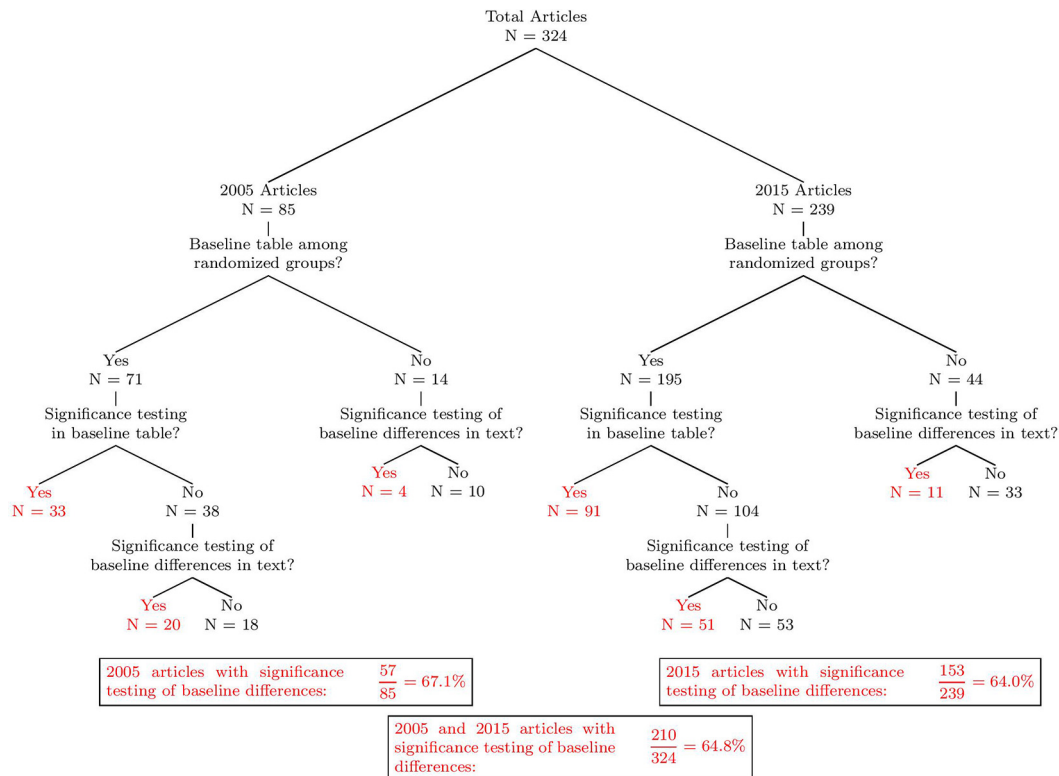 Total Articles
N = 324
2005 Articles
N = 85
Baseline table among
randomized groups?
Yes
N = 71
Significance testing
in baseline table?
Yes
N = 33
No
N = 38
Significance testing of
baseline differences in text?
Yes
N = 20
No
N = 18
No
N = 14
Significance testing of
baseline differences in text?
Yes
N = 4
No
N = 10
2015 Articles
N = 239
Baseline table among
randomized groups?
Yes
N = 195
Significance testing
in baseline table?
Yes
N = 91
No
N = 104
Significance testing of
baseline differences in text?
Yes
N = 51
No
N = 53
No
N = 44
Significance testing of
baseline differences in text?
Yes
N = 11
No
N = 33
2005 articles with significance
testing of baseline differences:
57
85
= 67.1%
2015 articles with significance
testing of baseline differences:
153
239
= 64.0%
2005 and 2015 articles with
significance testing of baseline
differences:
210
324
= 64.8%